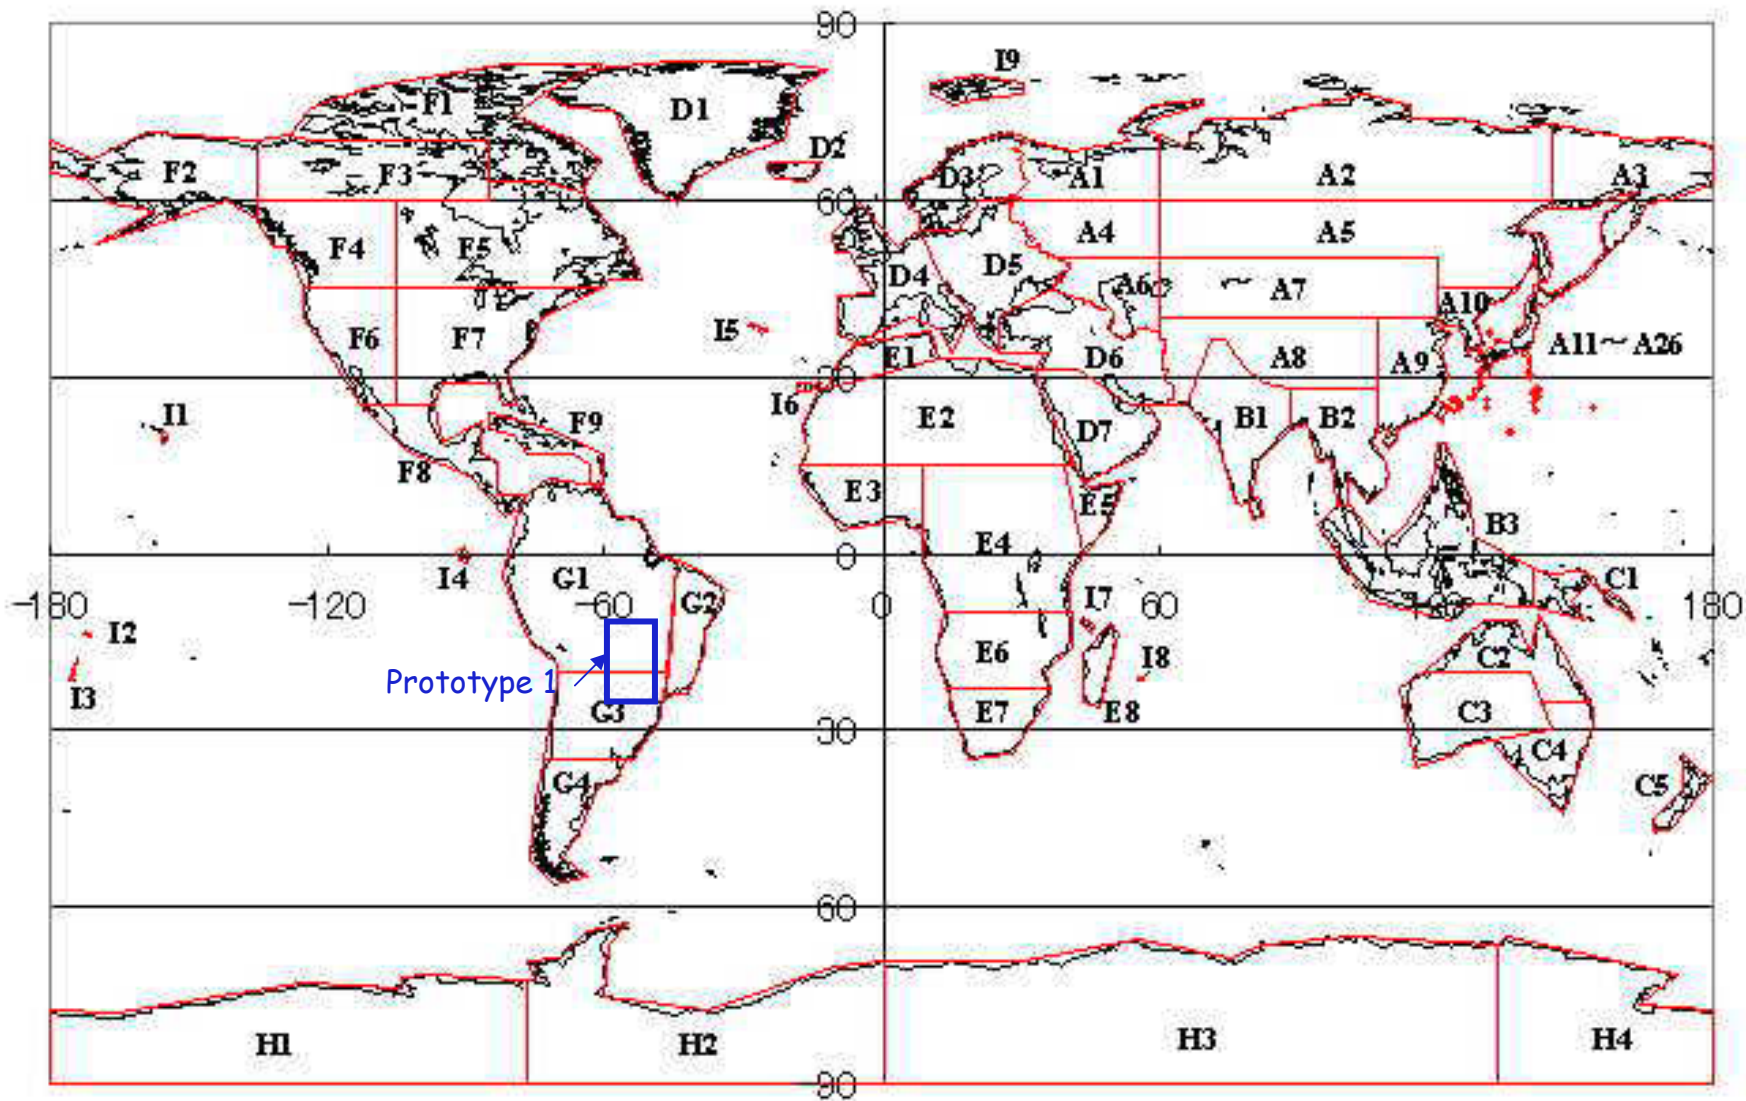 90
I9
F1
D1
D2
F2
F3
D3
A1
A2
A3
60
F4
F5
D4
D5
A4
A5
A6
A7
A10
I5
F6
F7
E1
D6
A8
A9
A11~A26
30
I1
I6
F9
E2
D7
B1
B2
F8
E3
E5
B3
E4
0
I4
G1
C1
-180
-120
-60
G2
0
I7
60
180
I2
E6
I8
C2
Prototype 1
I3
G3
E7
E8
C3
-30
C4
G4
C5
-60
H1
H2
H3
H4
-90